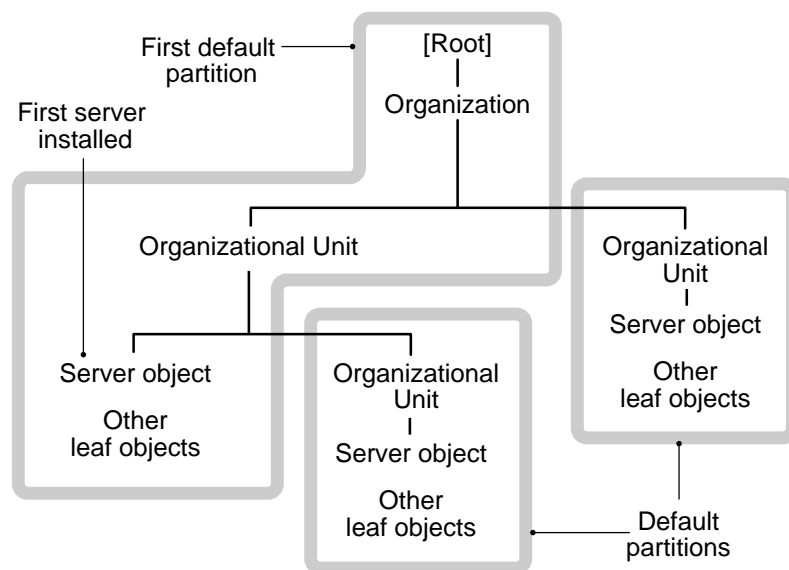 First default
partition
[Root]
Organization
First server
installed
Organizational Unit
Organizational
Unit
Server object
Other
leaf objects
Server object
Other
leaf objects
Organizational
Unit
Server object
Other
leaf objects
Default
partitions